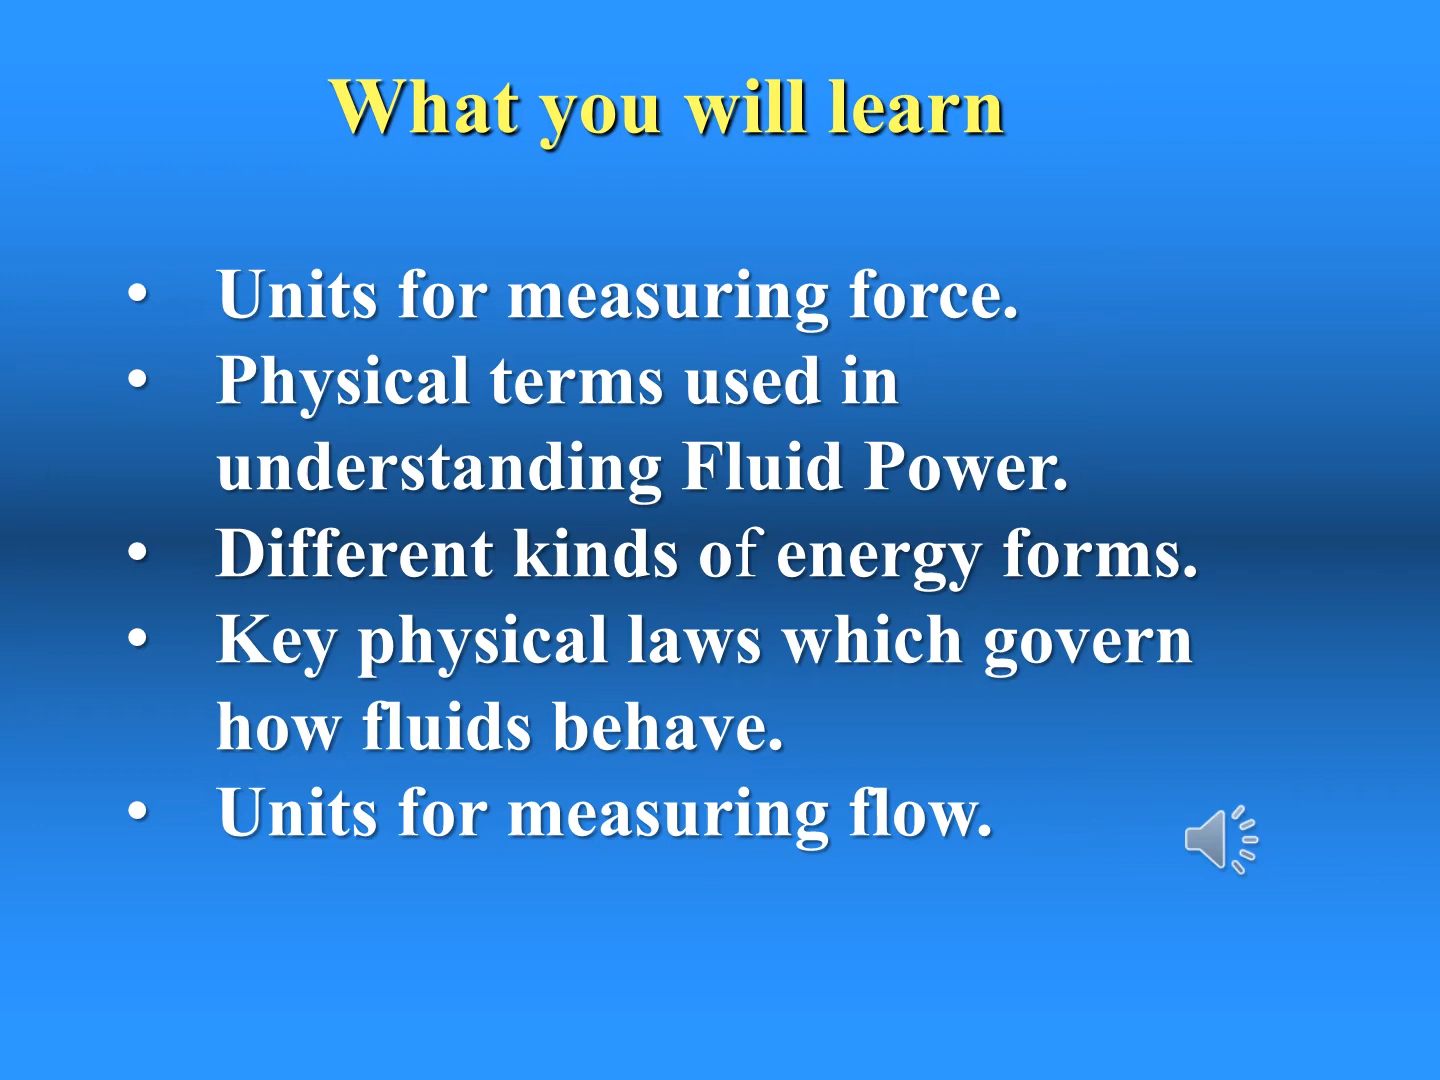 What you will learn
• Units for measuring force.
• Physical terms used in
understanding Fluid Power.
• Different kinds of energy forms.
• Key physical laws which govern
how fluids behave.
• Units for measuring flow.